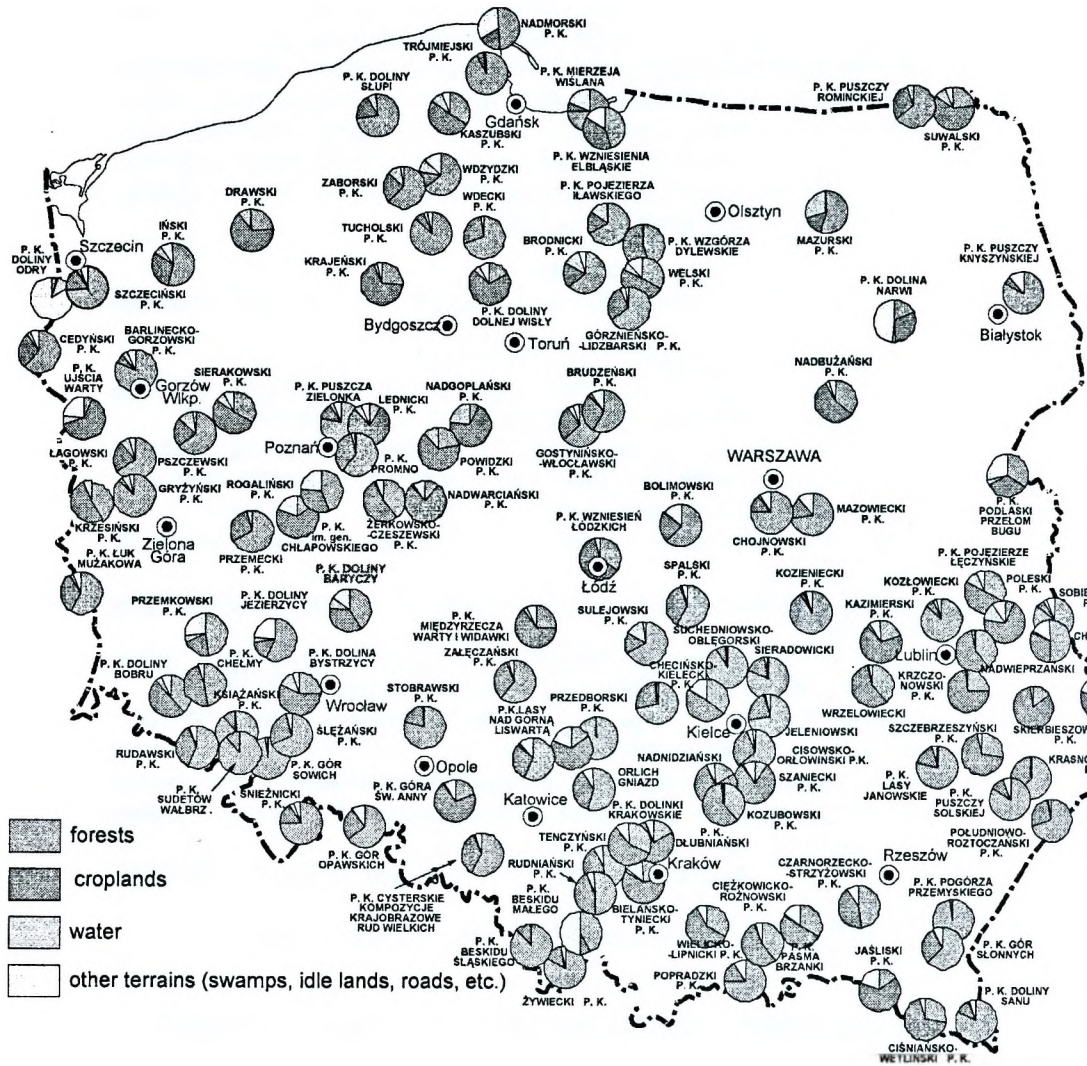 NADMORSKI
P. K.
TRÓJMIEJSKI
P. K.
P. K. DOLINY
SŁUPI
P. K. MIERZEJA
WIŚLANA
P. K. PUSZCZY
ROMINCKIEJ
Gdańsk
KASZUBSKI
P. K.
SUWALSKI
P. K.
P. K. WZNIESIENIA
ELBLĄSKIE
WDZYDZKI
P. K.
ZABORSKI
P. K.
DRAWSKI
P. K.
WDECKI
P. K.
P. K. POJEZIERZA
IŁAWSKIEGO
Olsztyn
IŃSKI
P. K.
TUCHOLSKI
P. K.
BRODNICKI
P. K.
P. K. WZGÓRZA
DYLEWSKIE
MAZURSKI
P. K.
P. K.
DOLINY
ODRY
Szczecin
KRAJEŃSKI
P. K.
WELSKI
P. K.
P. K. PUSZCZY
KNYSZYŃSKIEJ
P. K. DOLINA
NARWI
SZCZECIŃSKI
P. K.
P. K. DOLINY
DOLNEJ WISŁY
Bydgoszcz
Toruń
GÓRZNIEŃSKO-
LIDZBARSKI P. K.
Białystok
CEDYŃSKI
P. K.
BARLINECKO-
GORZOWSKI
P. K.
P. K.
UJŚCIA
WARTY
Gorzów
Wlkp.
SIERAKOWSKI
P. K.
P. K. PUSZCZA
ZIELONKA
LEDNICKI
P. K.
NADGOPLAŃSKI
P. K.
BRUDZEŃSKI
P. K.
NADBUŻAŃSKI
P. K.
Poznań
ŁAGOWSKI
P. K.
PSZCZEWSKI
P. K.
P. K.
PROMNO
POWIDZKI
P. K.
GOSTYNIŃSKO-
-WŁOCŁAWSKI
P. K.
WARSZAWA
GRYŻYŃSKI
P. K.
ROGALIŃSKI
P. K.
NADWARCIAŃSKI
P. K.
BOLIMOWSKI
P. K.
MAZOWIECKI
P. K.
P. K.
PODLASKI
PRZEŁOM
BUGU
KRZESIŃSKI
P. K.
Zielona
Góra
PRZEMECKI
P. K.
P. K.
im. gen.
CHŁAPOWSKIEGO
ŻERKOWSKO-
-CZESZEWSKI
P. K.
P. K. WZNIESIEŃ
ŁÓDZKICH
CHOJNOWSKI
P. K.
P. K. ŁUK
MUŻAKOWA
Łódź
P. K. DOLINY
BARYCZY
SPALSKI
P. K.
KOZIENICKI
P. K.
P. K. POJEZIERZE
ŁĘCZYŃSKIE
KOZŁOWIECKI
P. K.
POLESKI
P. K.
PRZEMKOWSKI
P. K.
P. K. DOLINY
JEZIERZYCY
P. K.
MIĘDZYRZECZA
WARTY I WIDAWKI
SULEJOWSKI
P. K.
KAZIMIERSKI
P. K.
SUCHEDNIOWSKO-
OBLĘGORSKI
P. K.
CHEŁMY
P. K. DOLINA
BYSTRZYCY
ZAŁĘCZAŃSKI
P. K.
CHĘCIŃSKO-
KIELECKI
P. K.
SIERADOWICKI
P. K.
Lublin
NADWIEPRZAŃSKI
P. K.
P. K. DOLINY
BOBRU
KSIĄŻAŃSKI
P. K.
Wrocław
STOBRAWSKI
P. K.
P.K.LASY
NAD GÓRNĄ
LISWARTĄ
PRZEDBORSKI
P. K.
KRZCZO-
NOWSKI
P. K.
WRZELOWIECKI
P. K.
Kielce
JELENIOWSKI
P. K.
SZCZEBRZESZYŃSKI
P. K.
RUDAWSKI
P. K.
ŚLĘŻAŃSKI
P. K.
P. K. GÓR
SOWICH
CISOWSKO-
ORŁOWINSKI P.K.
NADNIDZIAŃSKI
P. K.
SZANIECKI
P. K.
Opole
P. K. GÓRA
ŚW. ANNY
ORLICH
GNIAZD
P. K.
LASY
JANOWSKIE
P. K.
PUSZCZY
SOLSKIEJ
P. K.
SUDETÓW
WAŁBRZ.
ŚNIEŻNICKI
P. K.
Katowice
P. K. DOLINKI
KRAKOWSKIE
KOZUBOWSKI
P. K.
POŁUDNIOWO-
ROZTOCZAŃSKI
P. K.
forests
P. K. GÓR
OPAWSKICH
TENCZYŃSKI
P. K.
P. K.
DŁUBNIAŃSKI
RUDNIAŃSKI
P. K.
Kraków
Rzeszów
CZARNORZECKO-
-STRZYŻOWSKI
P. K.
croplands
P. K. CYSTERSKIE
KOMPOZYCJE
KRAJOBRAZOWE
RUD WIELKICH
P. K.
BESKIDU
MAŁEGO
BIELAŃSKO-
TYNIECKI
P. K.
CIĘŻKOWICKO-
ROŻNOWSKI
P. K.
P. K. POGÓRZA
PRZEMYSKIEGO
water
P. K.
BESKIDU
ŚLĄSKIEGO
WIELICKO-
LIPNICKI P. K.
P. K.
PASMA
BRZANKI
JAŚLISKI
P. K.
P. K. GÓR
SŁONNYCH
other terrains (swamps, idle lands, roads, etc.)
ŻYWIECKI P. K.
POPRADZKI
P. K.
P. K. DOLINY
SANU
CIŚNIAŃSKO-
WETLIŃSKI P. K.